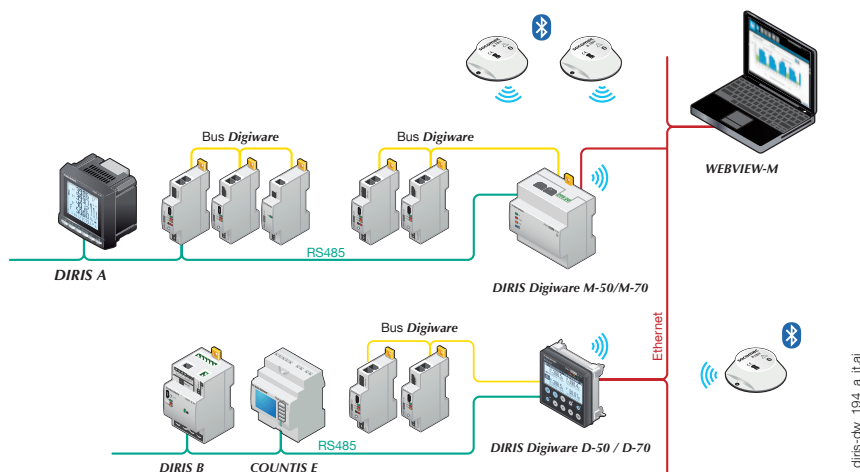 Bus Digiware
Bus Digiware
WEBVIEW-M
RS485
DIRIS A
DIRIS Digiware M-50/M-70
Bus Digiware
Ethernet
RS485
DIRIS Digiware D-50 / D-70
DIRIS B
COUNTIS E
diris-dw_194_a_it.ai